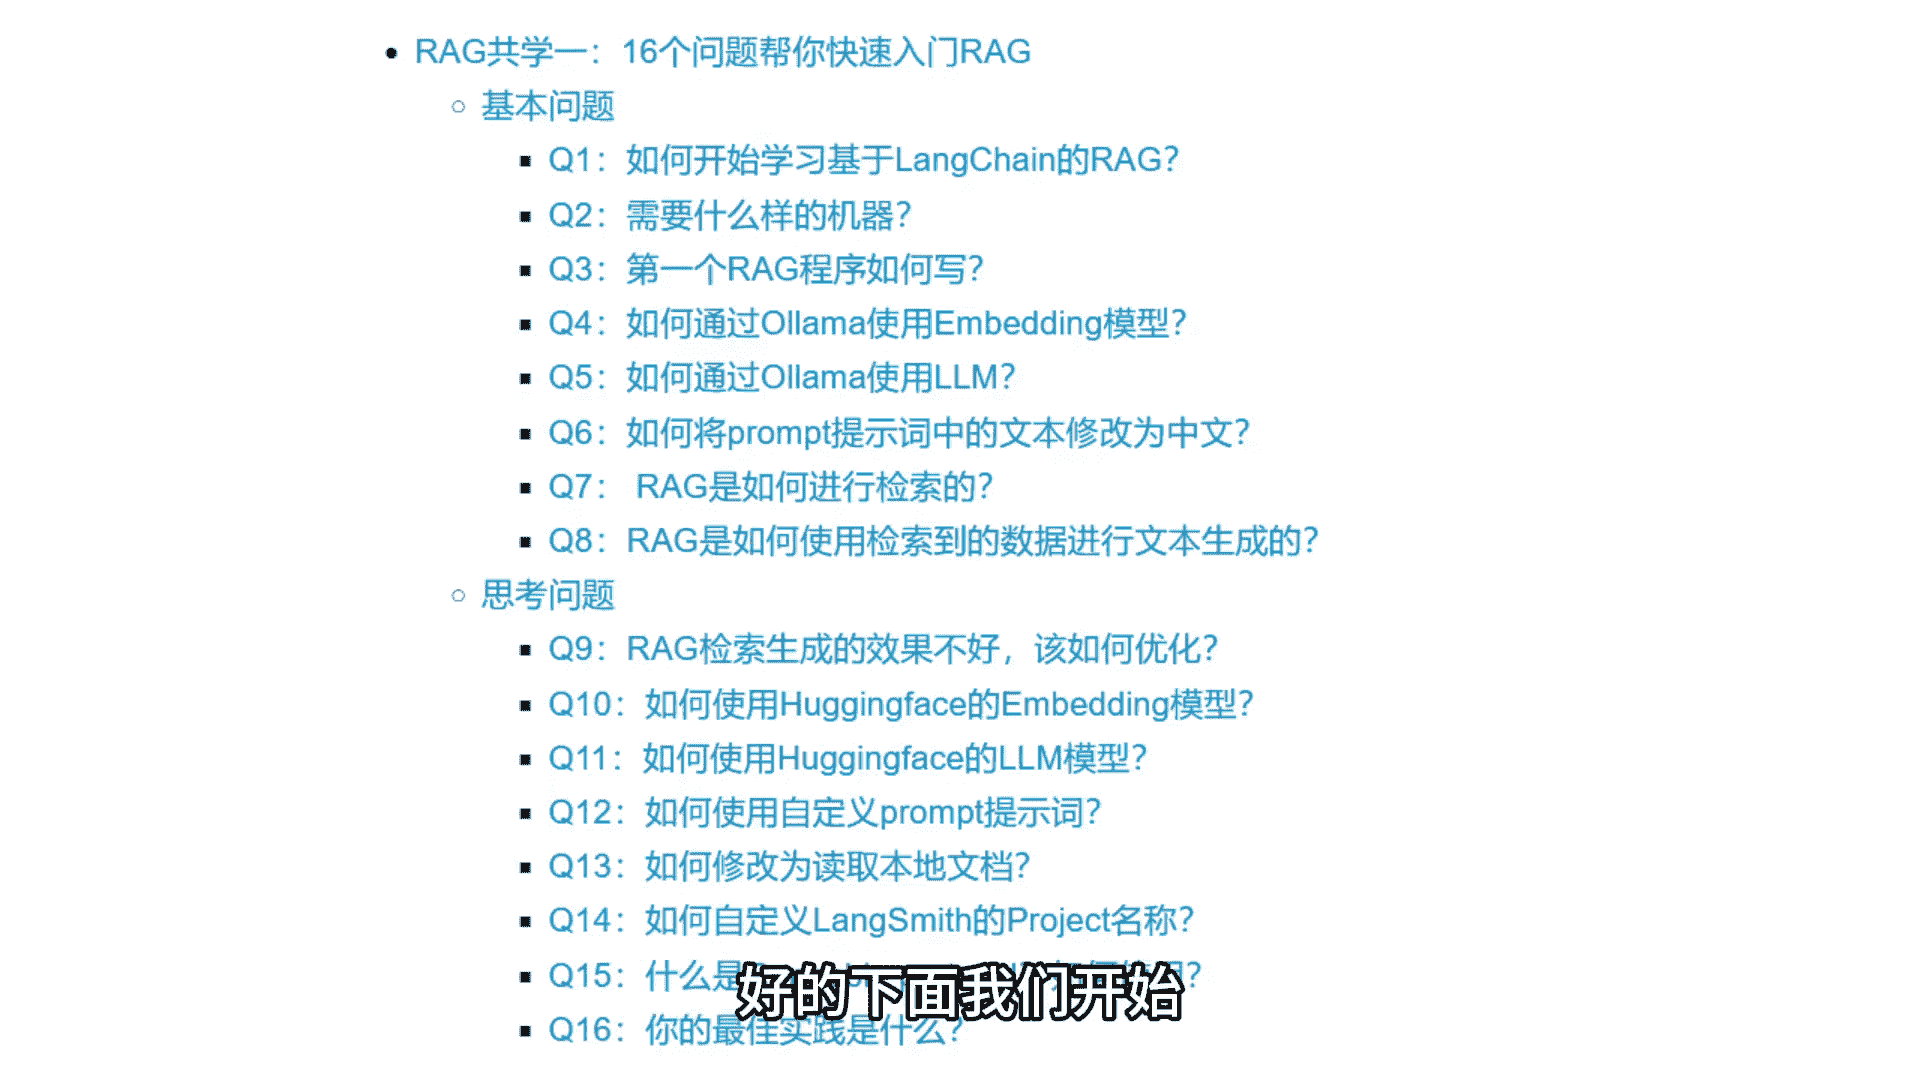 RAG共学一：16个问题帮你快速入门RAG
基本问题
Q1：如何开始学习基于LangChain的RAG？
Q2：需要什么样的机器？
Q3：第一个RAG程序如何写？
Q4：如何通过Ollama使用Embedding模型？
Q5：如何通过Ollama使用LLM？
Q6：如何将prompt提示词中的文本修改为中文？
Q7： RAG是如何进行检索的？
Q8：RAG是如何使用检索到的数据进行文本生成的？
思考问题
Q9：RAG检索生成的效果不好，该如何优化？
Q10：如何使用Huggingface的Embedding模型？
Q11：如何使用Huggingface的LLM模型？
Q12：如何使用自定义prompt提示词？
Q13：如何修改为读取本地文档？
Q14：如何自定义LangSmith的Project名称？
Q15：什么是
好的下面我们开始
Q16：你的最佳实践是什么？